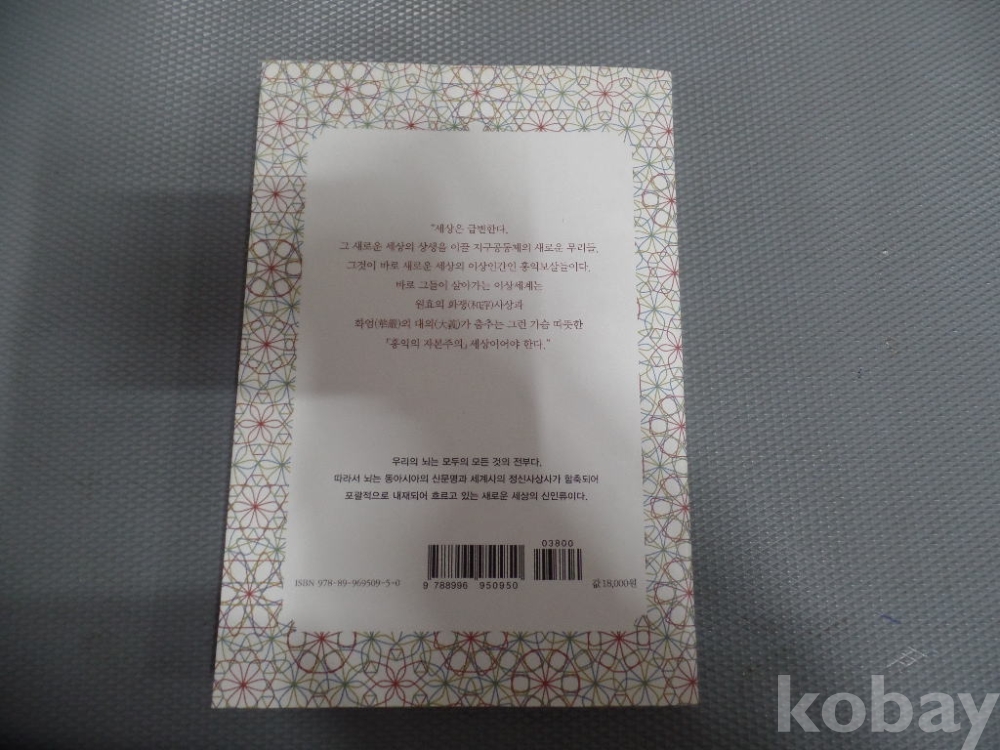 "세상은 급변한다.
그 새로운 세상의 상생을 이끌 지구공동체의 새로운 무리들,
그것이 바로 새로운 세상의 이상인간인 홍익보살들이다.
바로 그들이 살아가는 이상세계는
원효의 화쟁(和諍)사상과
화엄(華嚴)의 대의(大義)가 춤추는 그런 가슴 따뜻한
「홍익의 자본주의」 세상이어야 한다."
우리의 뇌는 모두의 모든 것의 전부다.
따라서 뇌는 동아시아의 신문명과 세계사의 정신사상사가 함축되어
포괄적으로 내재되어 흐르고 있는 새로운 세상의 신인류이다.
03800
ISBN 978-89-969509-5-0
9 788996 950950
값 18,000원
kobay